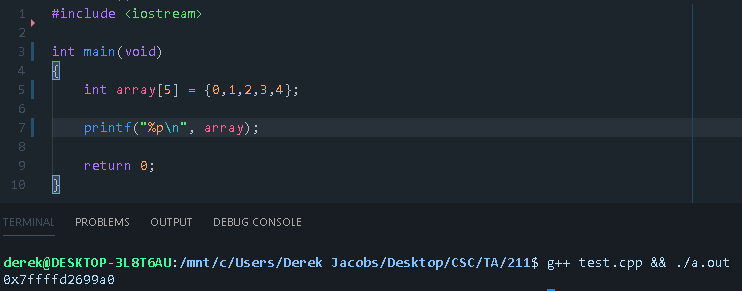 1 #include <iostream>
2
3 int main(void)
4 {
5     int array[5] = {0,1,2,3,4};
6
7     printf("%p\n", array);
8
9     return 0;
10 }
TERMINAL PROBLEMS OUTPUT DEBUG CONSOLE
derek@DESKTOP-3L8T6AU:/mnt/c/Users/Derek Jacobs/Desktop/CSC/TA/211$ g++ test.cpp && ./a.out
0x7ffffd2699a0